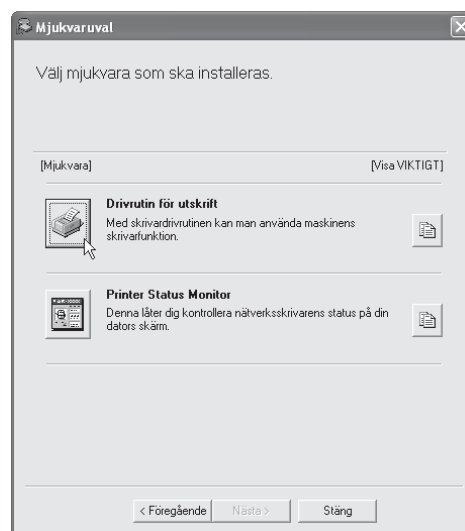 Mjukvaruval
Välj mjukvara som ska installeras.
[Mjukvara] [Visa VIKTIGT]
Drivrutin för utskrift
Med skrivardrivrutinen kan man använda maskinens
skrivarfunktion.
Printer Status Monitor
Denna låter dig kontrollera nätverksskrivarens status på din
dators skärm.
< Föregående Nästa > Stäng